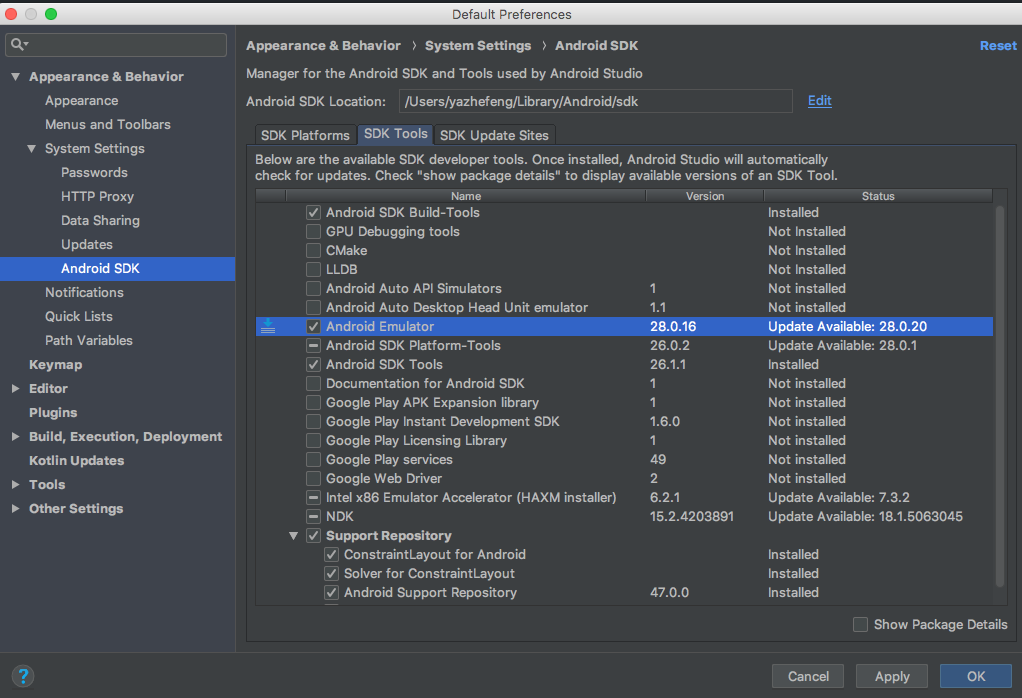 Default Preferences
Appearance & Behavior
Appearance
Menus and Toolbars
System Settings
Passwords
HTTP Proxy
Data Sharing
Updates
Android SDK
Notifications
Quick Lists
Path Variables
Keymap
Editor
Plugins
Build, Execution, Deployment
Kotlin Updates
Tools
Other Settings
Appearance & Behavior › System Settings › Android SDK Reset
Manager for the Android SDK and Tools used by Android Studio
Android SDK Location: /Users/yazhefeng/Library/Android/sdk Edit
SDK Platforms SDK Tools SDK Update Sites
Below are the available SDK developer tools. Once installed, Android Studio will automatically
check for updates. Check "show package details" to display available versions of an SDK Tool.
Name Version Status
Android SDK Build-Tools Installed
GPU Debugging tools Not Installed
CMake Not Installed
LLDB Not Installed
Android Auto API Simulators 1 Not installed
Android Auto Desktop Head Unit emulator 1.1 Not installed
Android Emulator 28.0.16 Update Available: 28.0.20
Android SDK Platform-Tools 26.0.2 Update Available: 28.0.1
Android SDK Tools 26.1.1 Installed
Documentation for Android SDK 1 Not installed
Google Play APK Expansion library 1 Not installed
Google Play Instant Development SDK 1.6.0 Not installed
Google Play Licensing Library 1 Not installed
Google Play services 49 Not installed
Google Web Driver 2 Not installed
Intel x86 Emulator Accelerator (HAXM installer) 6.2.1 Update Available: 7.3.2
NDK 15.2.4203891 Update Available: 18.1.5063045
Support Repository
ConstraintLayout for Android Installed
Solver for ConstraintLayout Installed
Android Support Repository 47.0.0 Installed
Show Package Details
? Cancel Apply OK